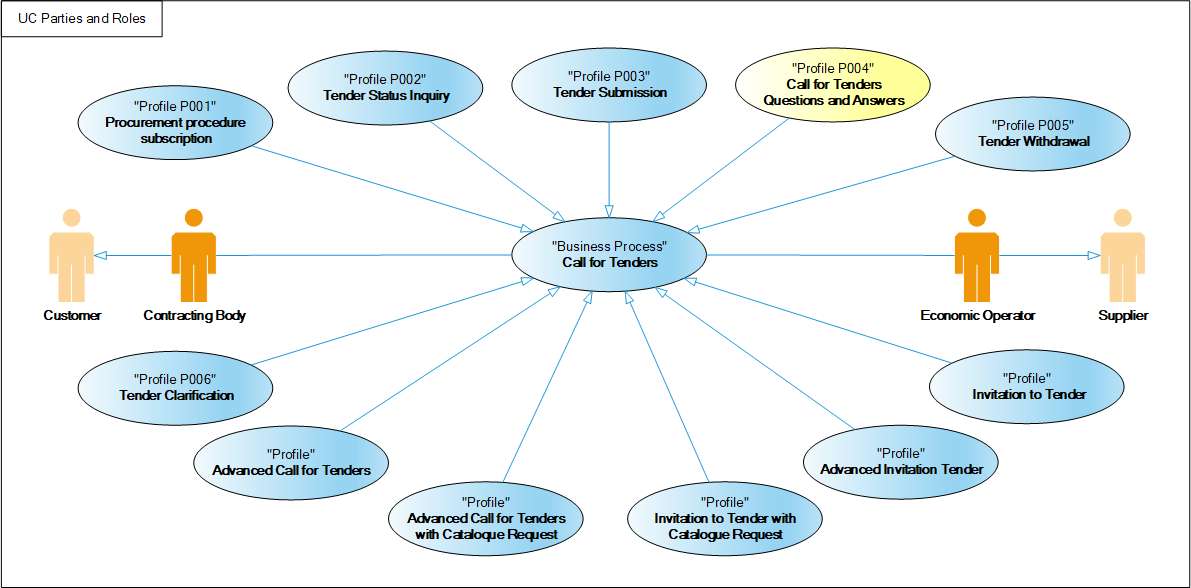 UC Parties and Roles
"Profile P001"
Procurement procedure
subscription
"Profile P002"
Tender Status Inquiry
"Profile P003"
Tender Submission
"Profile P004"
Call for Tenders
Questions and Answers
"Profile P005"
Tender Withdrawal
"Business Process"
Call for Tenders
Customer
Contracting Body
Economic Operator
Supplier
"Profile P006"
Tender Clarification
"Profile"
Advanced Call for Tenders
"Profile"
Advanced Call for Tenders
with Cataloque Request
"Profile"
Invitation to Tender with
Catalogue Request
"Profile"
Advanced Invitation Tender
"Profile"
Invitation to Tender